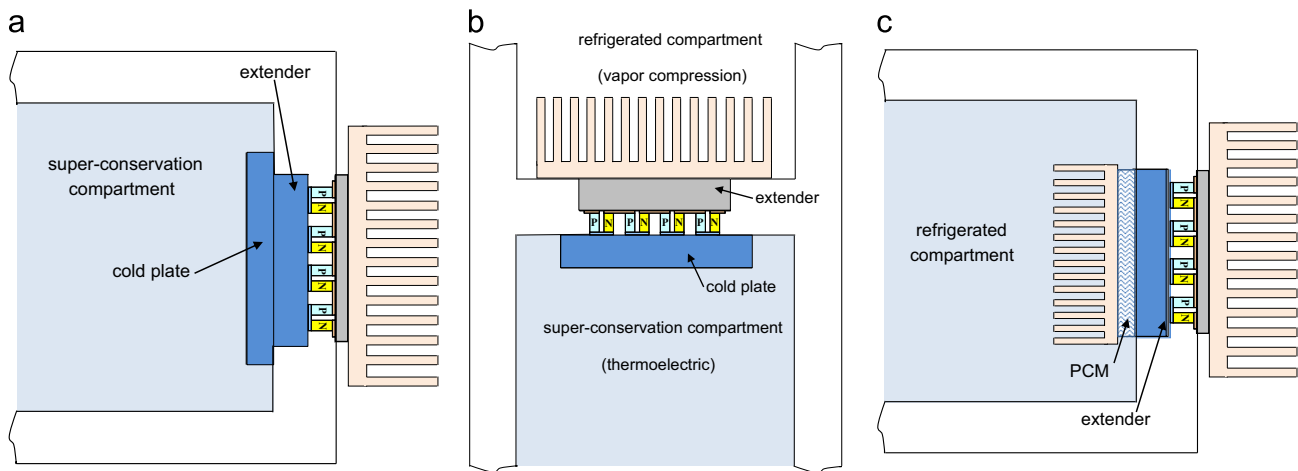 a
extender
super-conservation
compartment
cold plate
P
N
P
N
P
N
P
N
b
refrigerated compartment
(vapor compression)
extender
P N P N P N P N
cold plate
super-conservation compartment
(thermoelectric)
c
refrigerated
compartment
P
N
P
N
P
N
P
N
PCM
extender